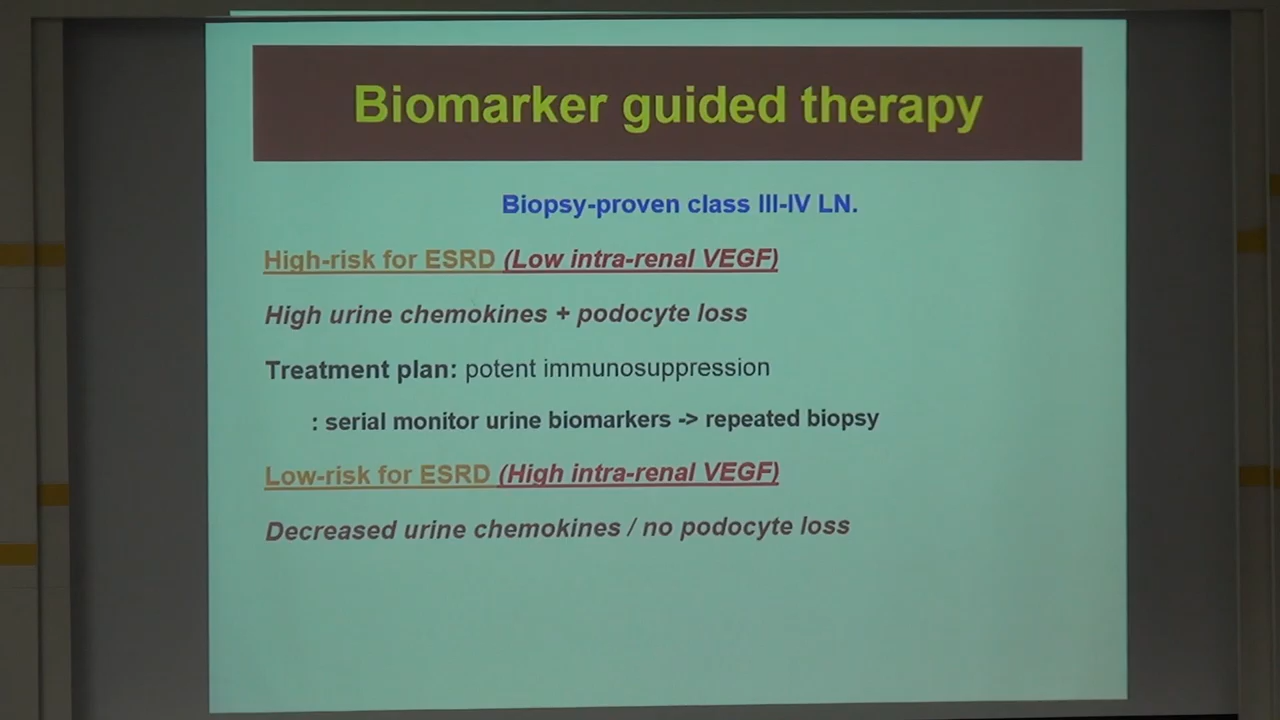 Biomarker guided therapy
Biopsy-proven class III-IV LN.
High-risk for ESRD (Low intra-renal VEGF)
High urine chemokines + podocyte loss
Treatment plan: potent immunosuppression
: serial monitor urine biomarkers -> repeated biopsy
Low-risk for ESRD (High intra-renal VEGF)
Decreased urine chemokines / no podocyte loss